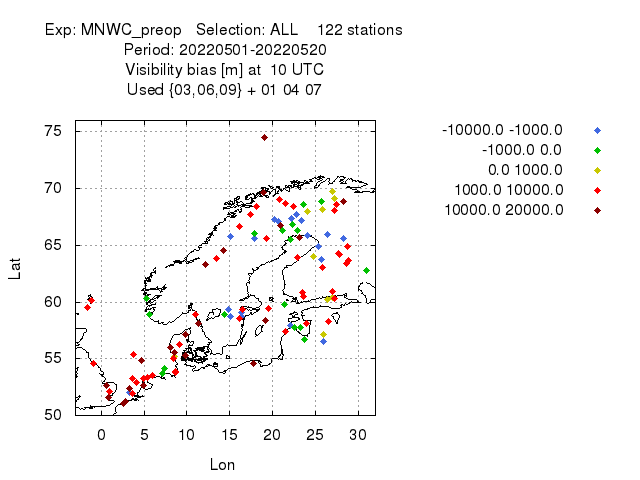 Exp: MNWC_preop   Selection: ALL    122 stations
Period: 20220501-20220520
Visibility bias [m] at  10 UTC
Used {03,06,09} + 01 04 07
-10000.0 -1000.0
-1000.0 0.0
0.0 1000.0
1000.0 10000.0
10000.0 20000.0
75
70
65
60
55
50
Lat
0 5 10 15 20 25 30
Lon